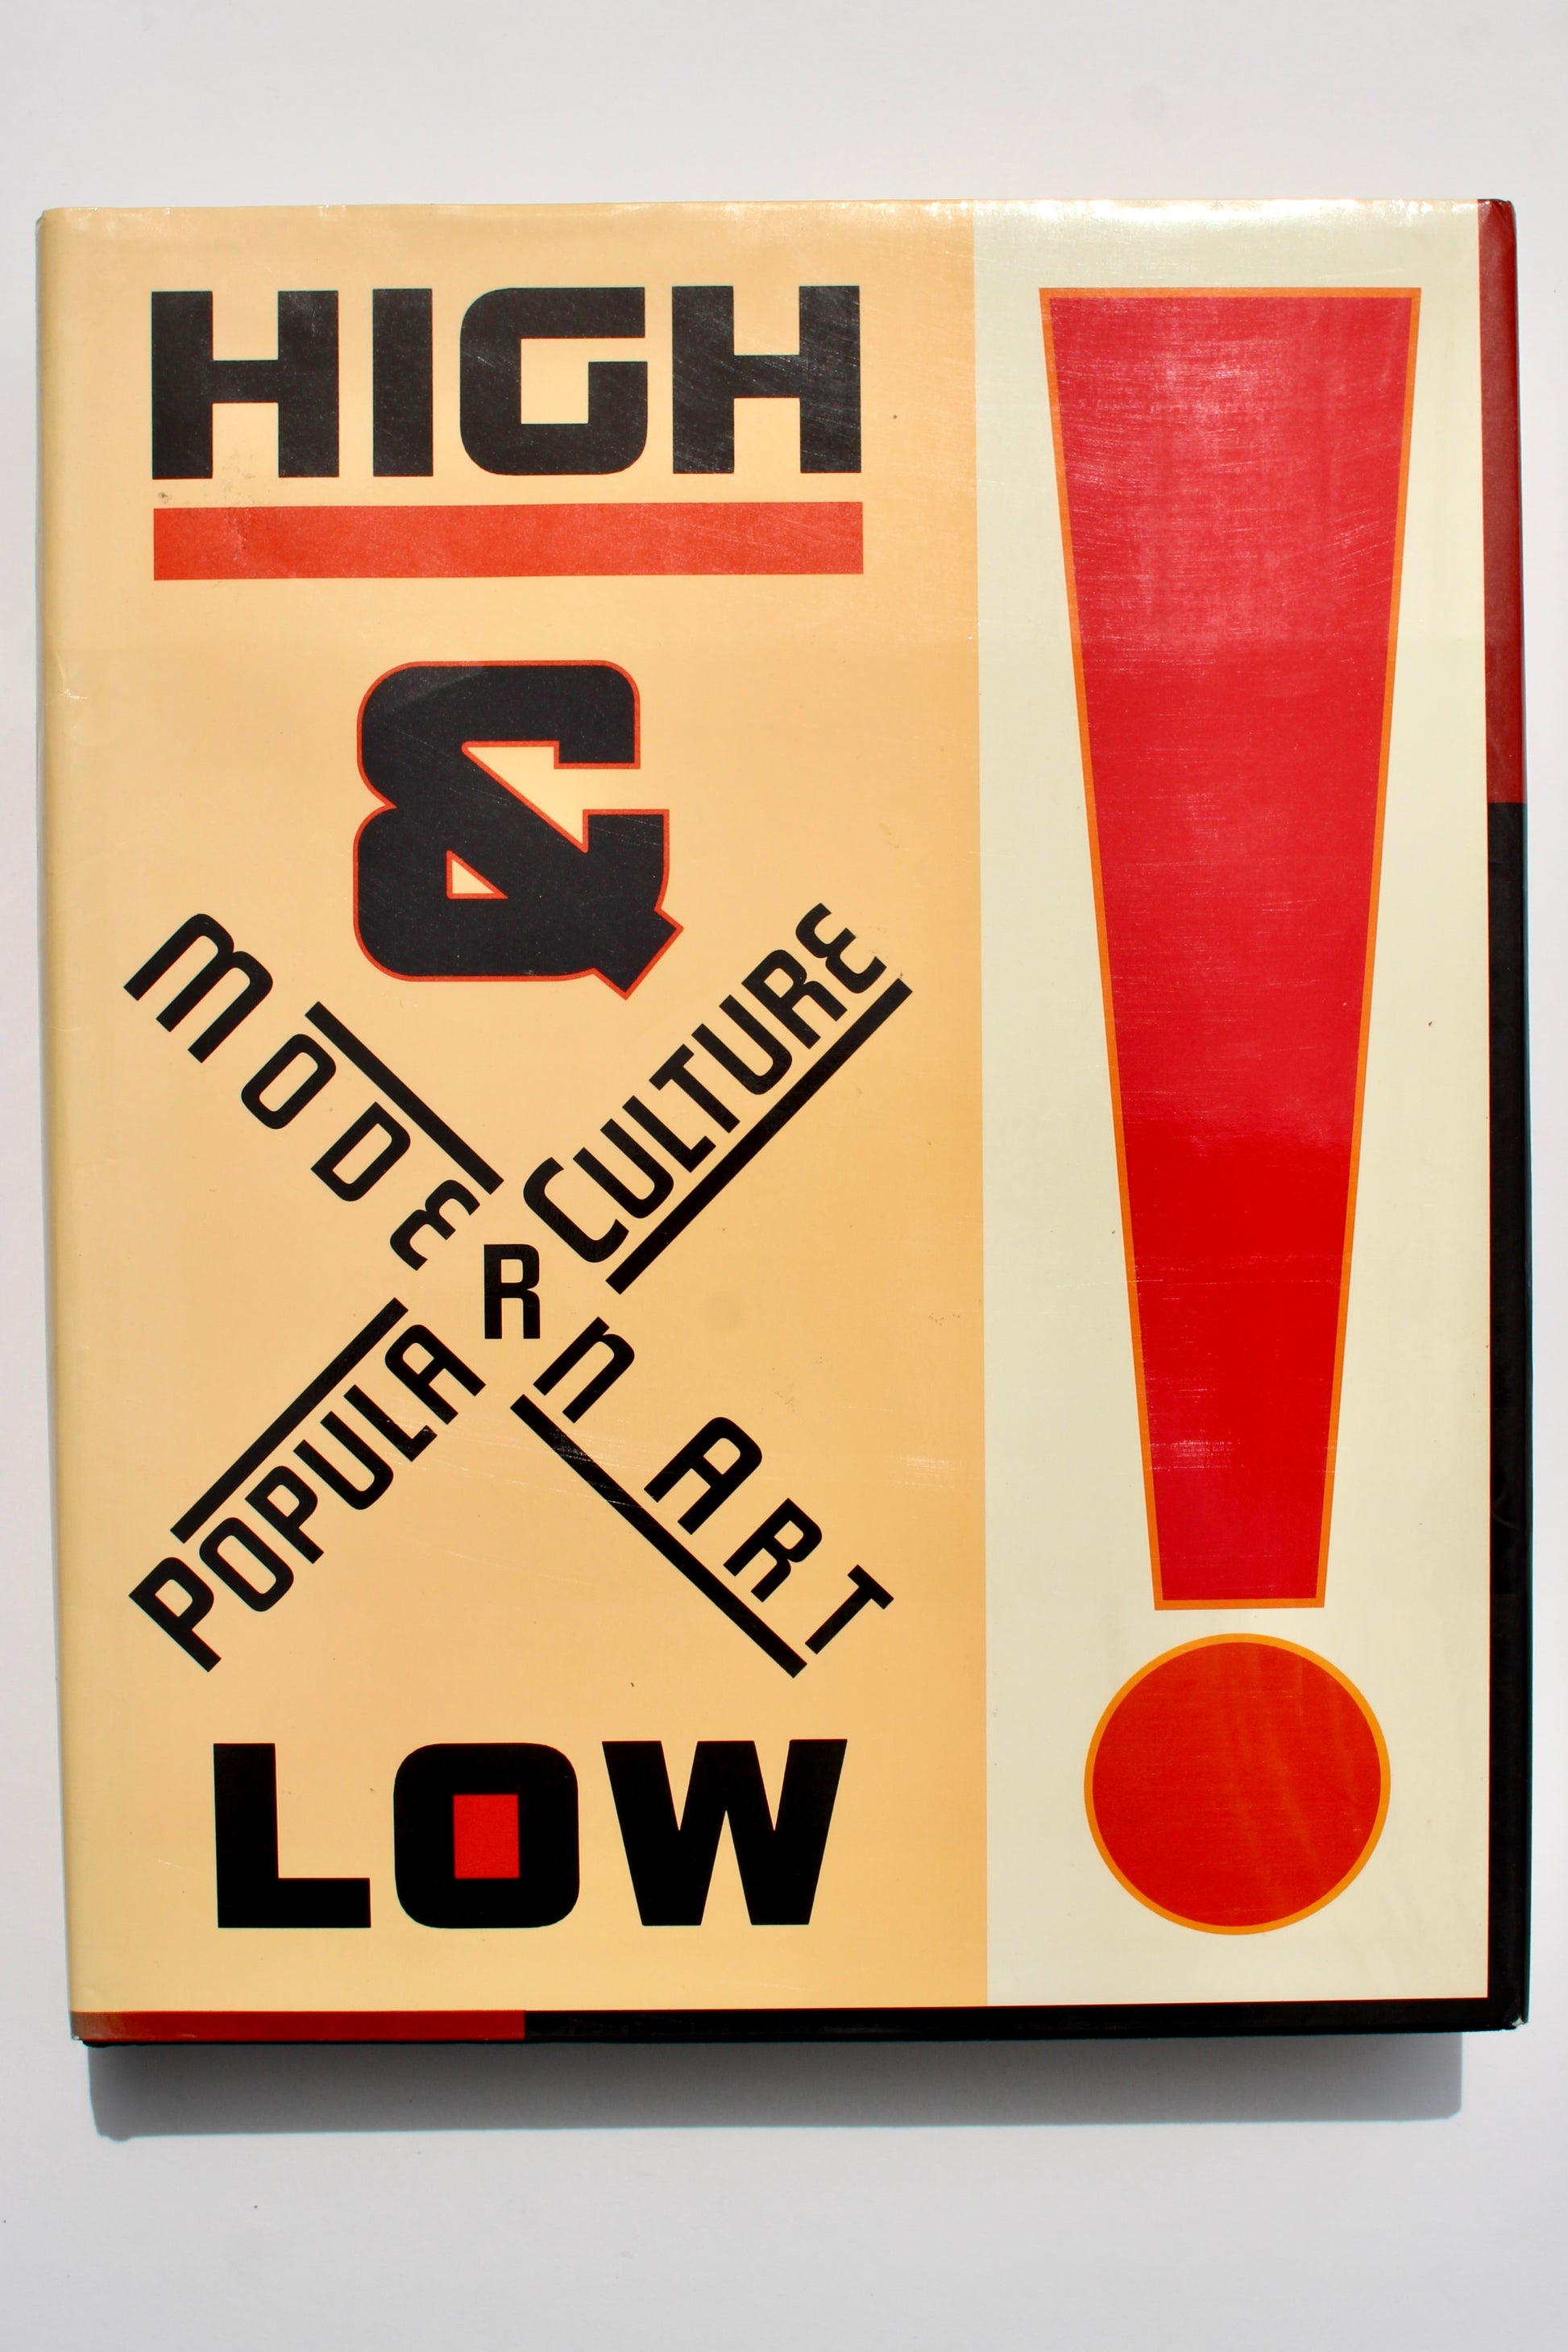 HIGH
&
MODERN ART
POPULAR CULTURE
LOW
!